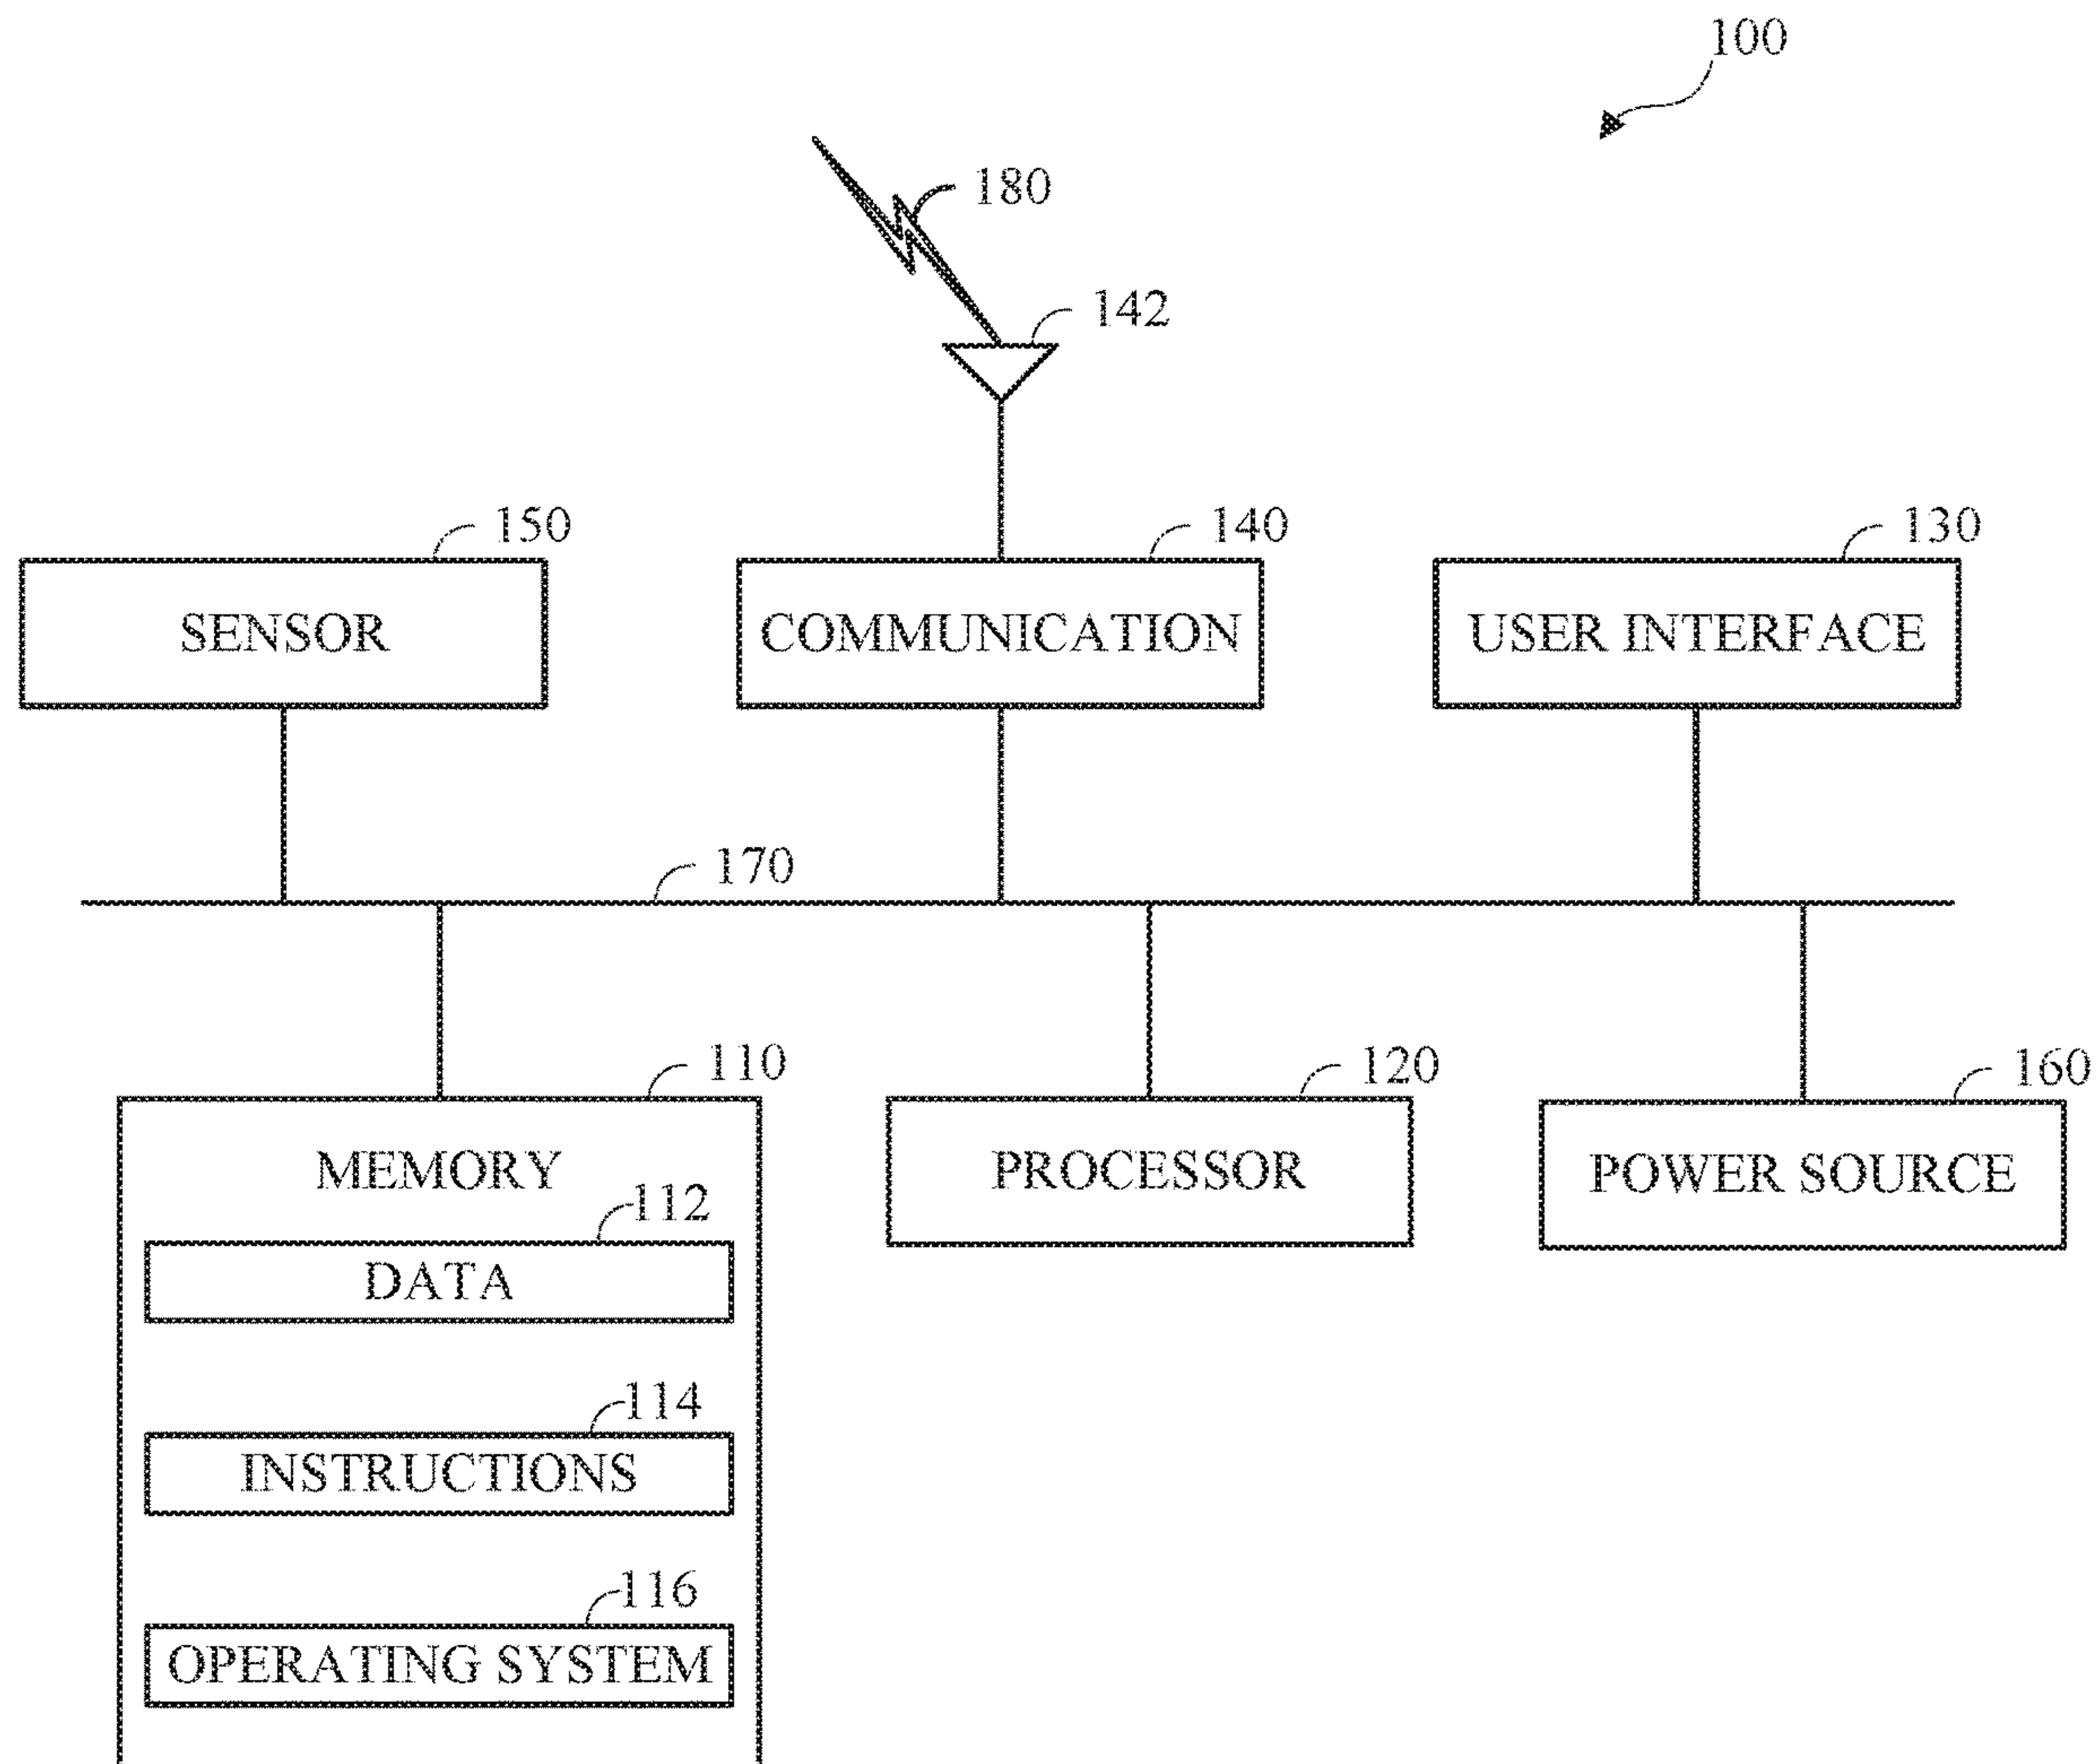 100
180
142
150
140
130
SENSOR
COMMUNICATION
USER INTERFACE
170
110
120
160
MEMORY
PROCESSOR
POWER SOURCE
112
DATA
114
INSTRUCTIONS
116
OPERATING SYSTEM